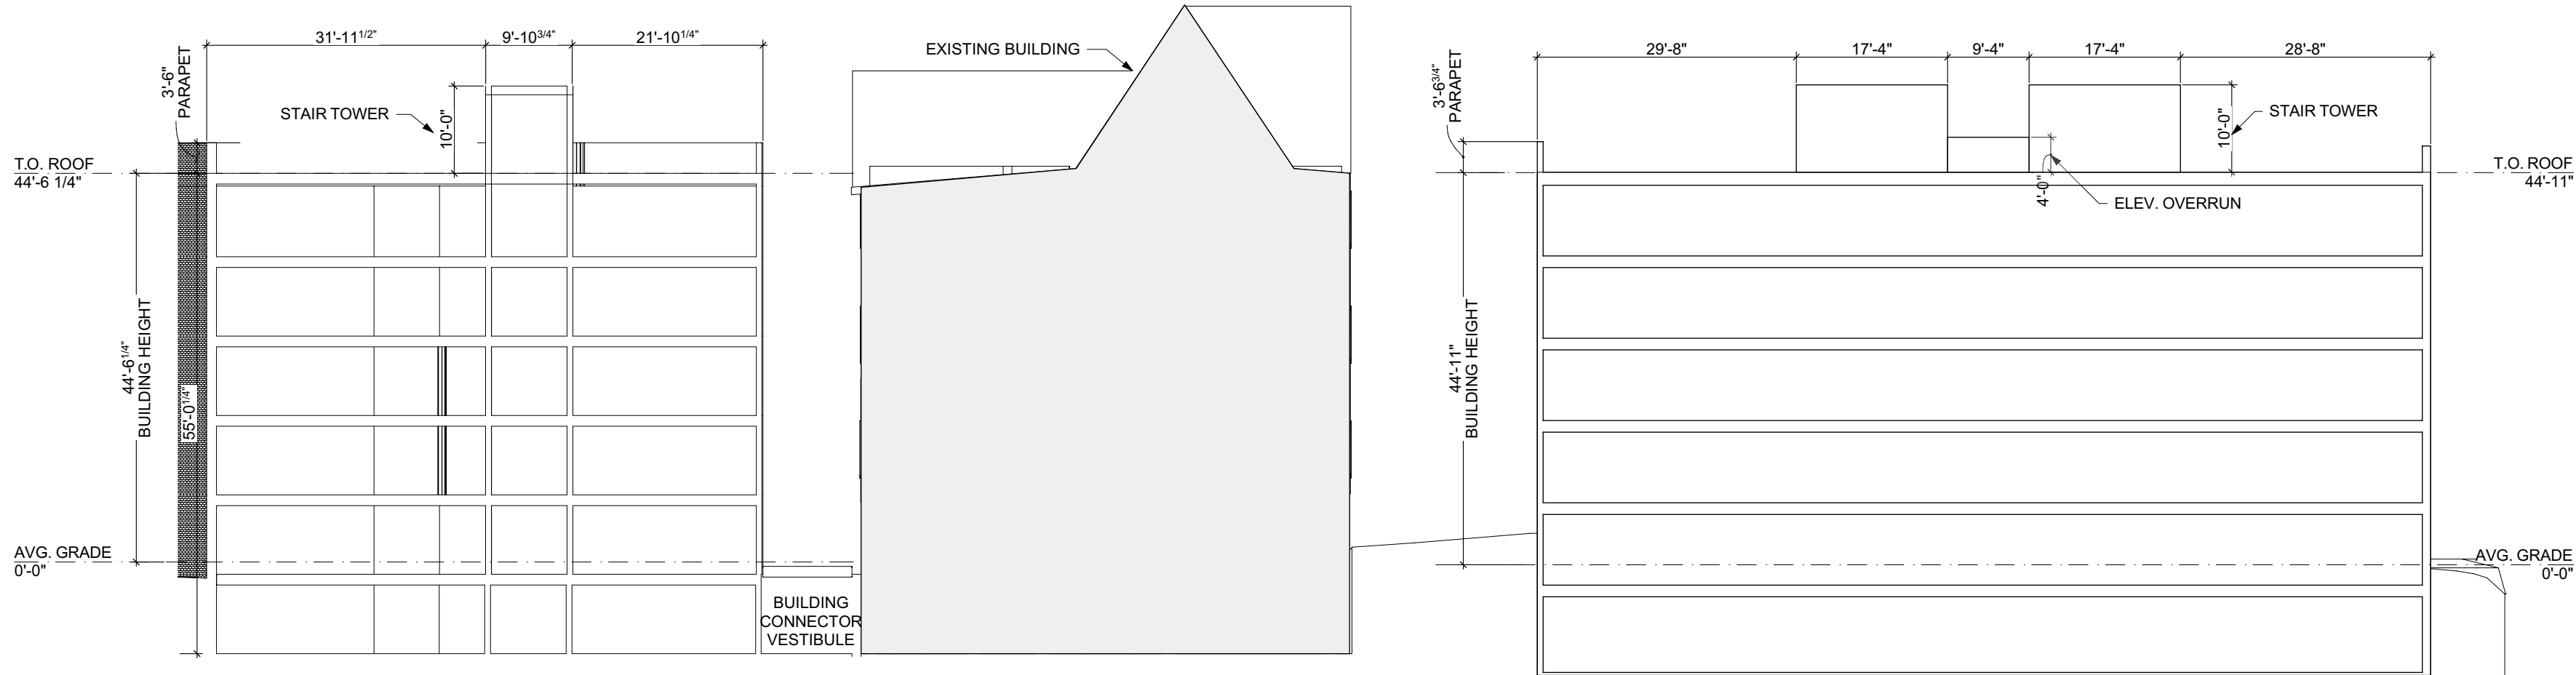 31'-11 1/2"
9'-10 3/4"
21'-10 1/4"
3'-6"
PARAPET
STAIR TOWER
10'-0"
T.O. ROOF
44'-6 1/4"
44'-6 1/4"
BUILDING HEIGHT
55'-0 1/4"
AVG. GRADE
0'-0"
BUILDING
CONNECTOR
VESTIBULE
EXISTING BUILDING
29'-8"
17'-4"
9'-4"
17'-4"
28'-8"
3'-6 3/4"
PARAPET
10'-0"
STAIR TOWER
4'-0"
ELEV. OVERRUN
T.O. ROOF
44'-11"
44'-11"
BUILDING HEIGHT
AVG. GRADE
0'-0"